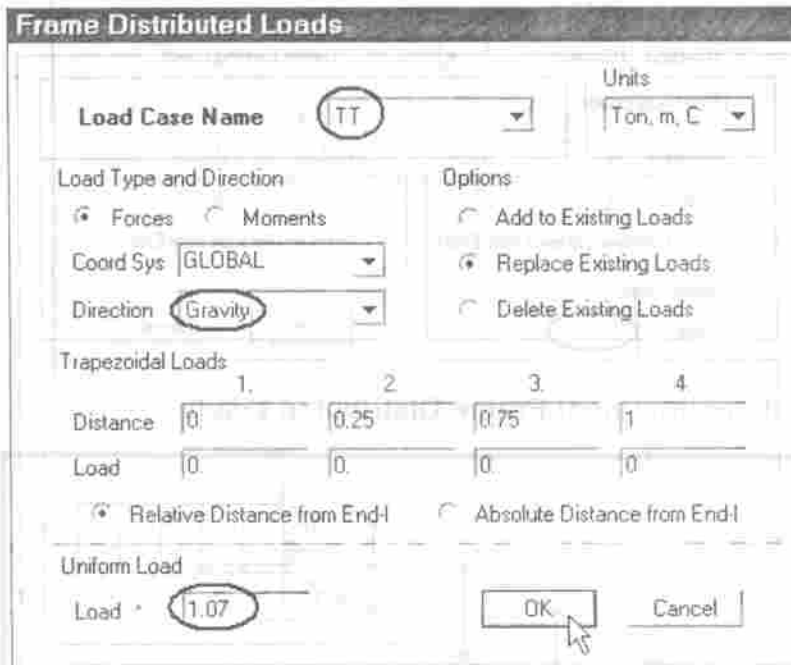 Frame Distributed Loads
Units
Load Case Name TT Ton, m, C
Load Type and Direction
Forces Moments
Coord Sys GLOBAL
Direction Gravity
Options
Add to Existing Loads
Replace Existing Loads
Delete Existing Loads
Trapezoidal Loads
1. 2. 3. 4.
Distance 0. 0.25 0.75 1
Load 0. 0. 0. 0
Relative Distance from End-I Absolute Distance from End-I
Uniform Load
Load 1.07
OK Cancel